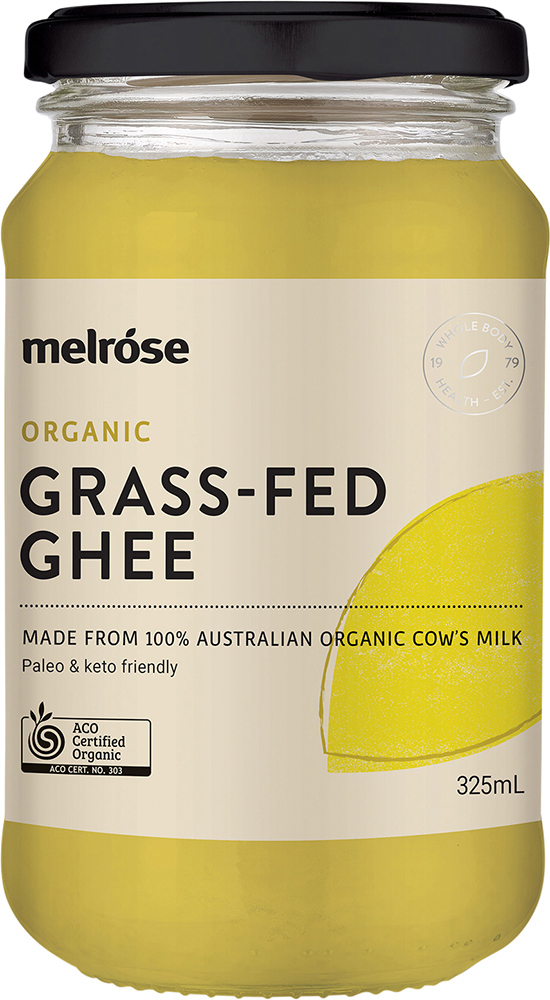 melróse
WHOLE BODY
19 79
HEALTH - EST.
ORGANIC
GRASS-FED
GHEE
MADE FROM 100% AUSTRALIAN ORGANIC COW'S MILK
Paleo & keto friendly
ACO
Certified
Organic
ACO CERT. NO. 303
325mL